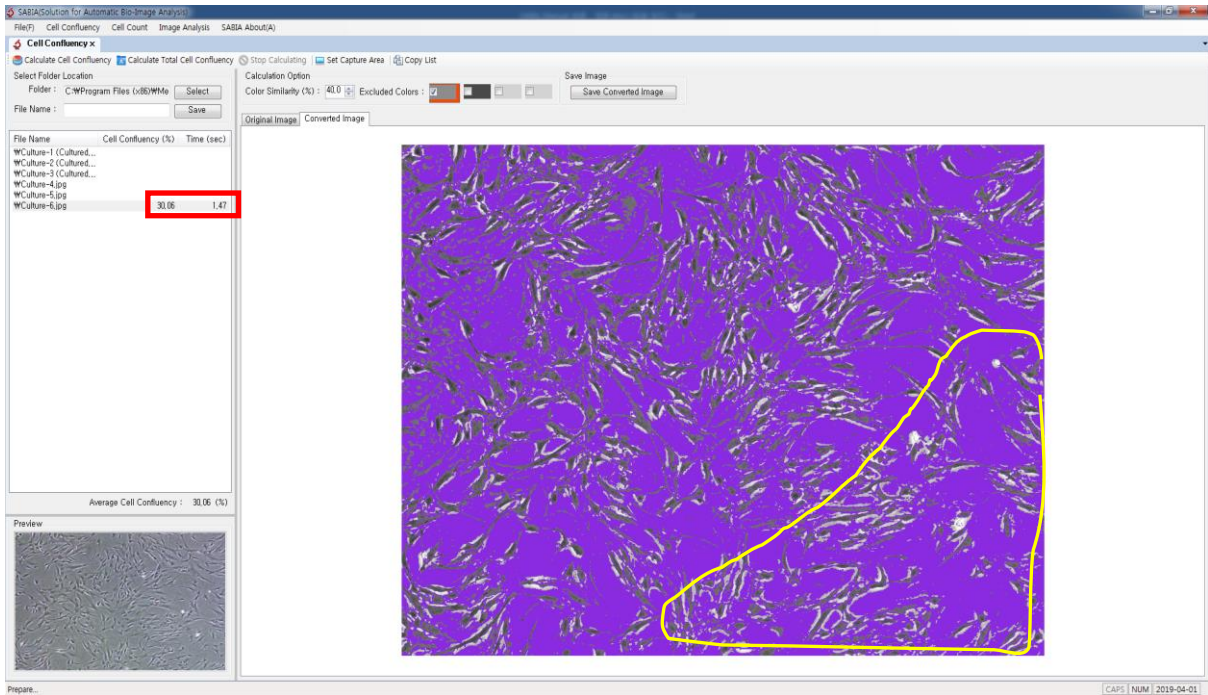 SABIA(Solution for Automatic Bio-Image Analysis)
File(F) Cell Confluency Cell Count Image Analysis SABIA About(A)
Cell Confluency x
Calculate Cell Confluency Calculate Total Cell Confluency Stop Calculating Set Capture Area Copy List
Select Folder Location
Folder : C:₩Program Files (x86)₩Me Select
File Name : Save
Calculation Option
Color Similarity (%) : 40.0 Excluded Colors :
Save Image
Save Converted Image
Original Image Converted Image
File Name Cell Confluency (%) Time (sec)
₩Culture-1 (Cultured...
₩Culture-2 (Cultured...
₩Culture-3 (Cultured...
₩Culture-4.jpg
₩Culture-5.jpg
₩Culture-6.jpg 30.06 1.47
Average Cell Confluency : 30.06 (%)
Preview
Prepare...
CAPS NUM 2019-04-01